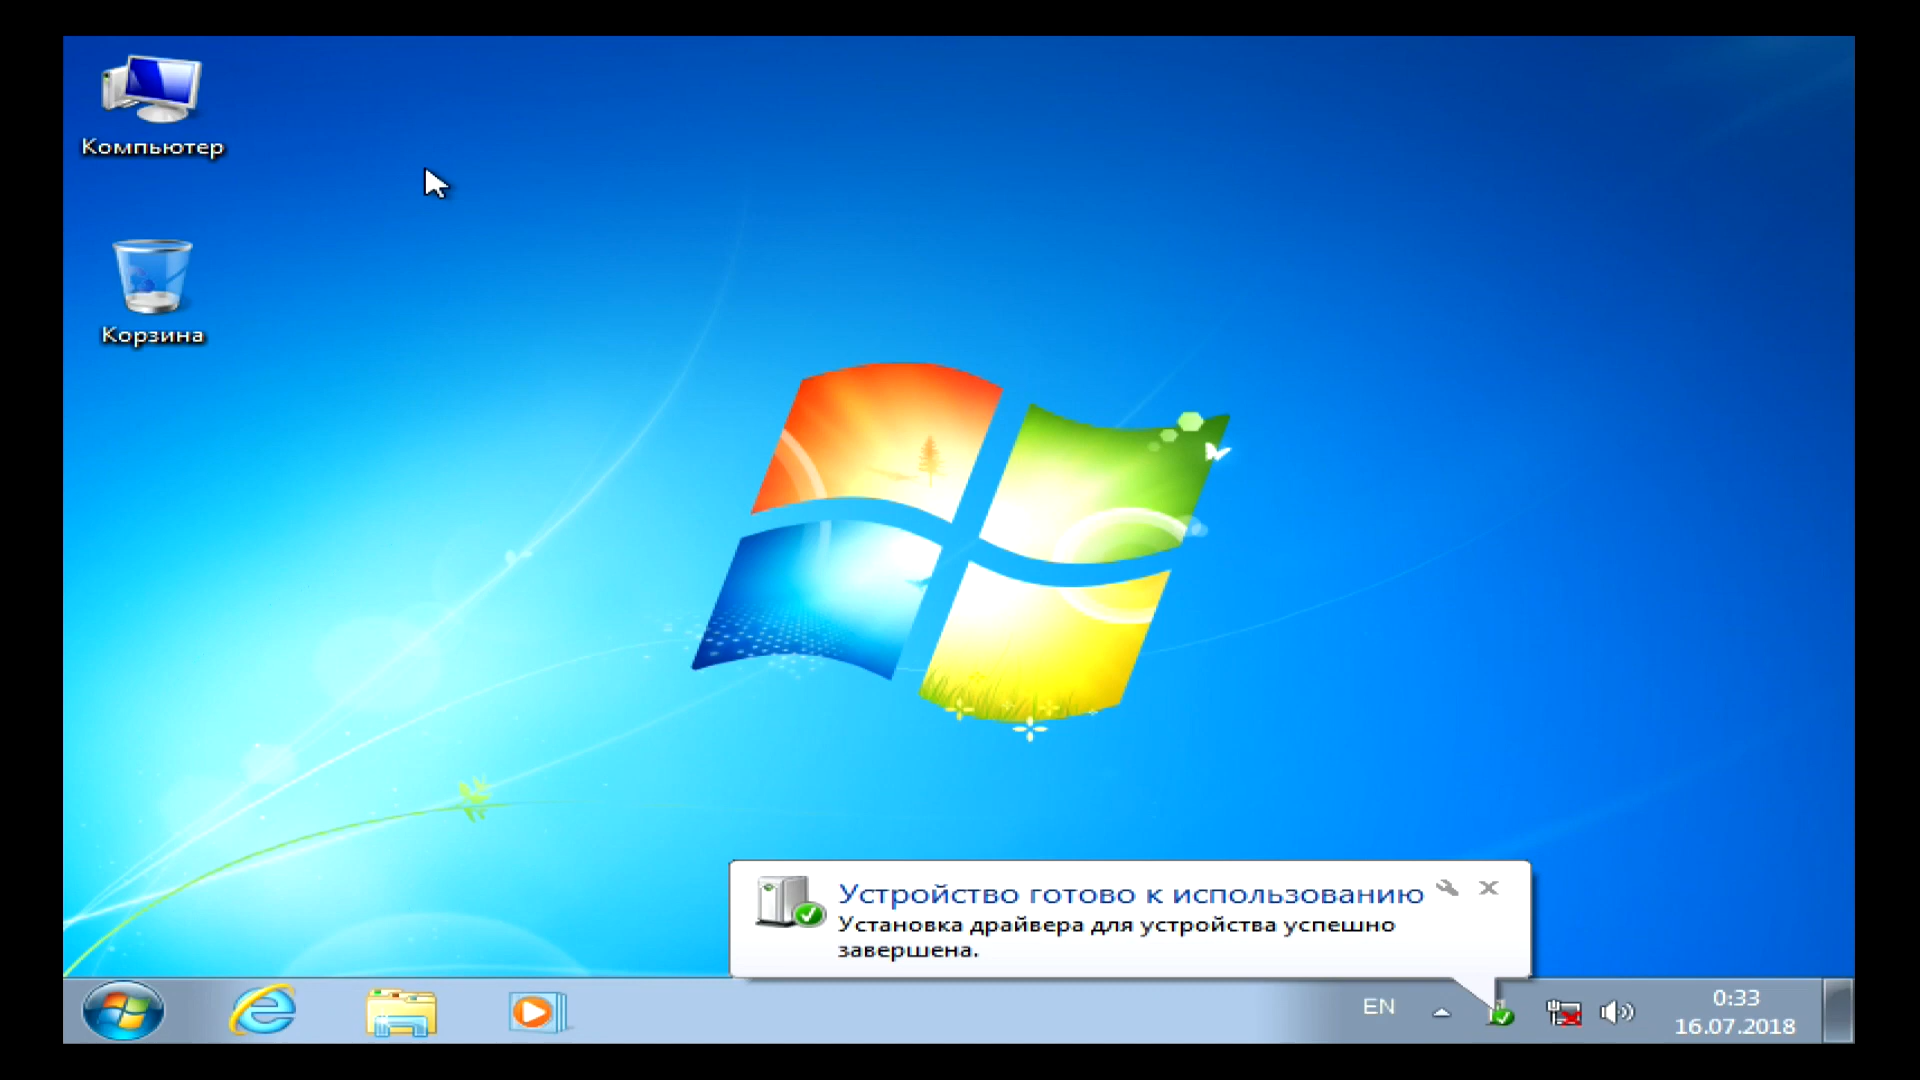 Компьютер
Корзина
Устройство готово к использованию
Установка драйвера для устройства успешно
завершена.
EN
0:33
16.07.2018